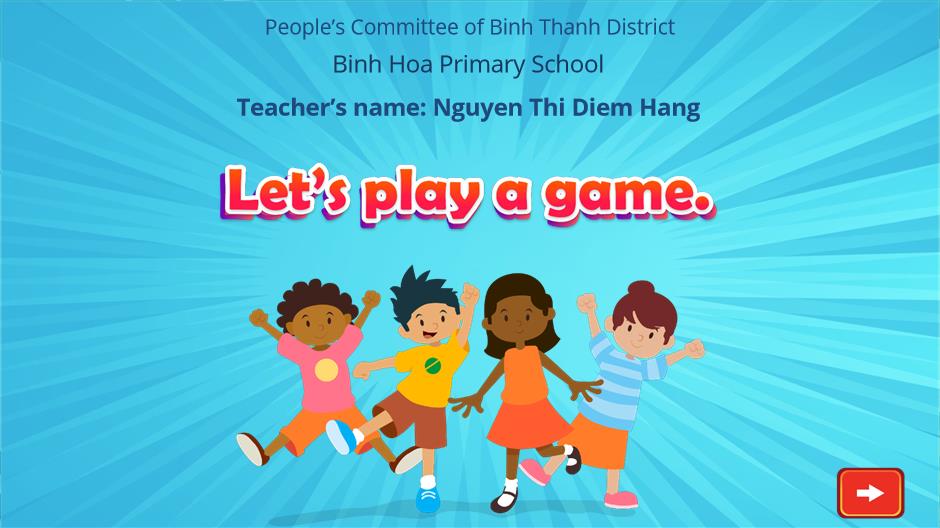 People’s Committee of Binh Thanh District
Binh Hoa Primary School
Teacher’s name: Nguyen Thi Diem Hang
Let’s play a game.